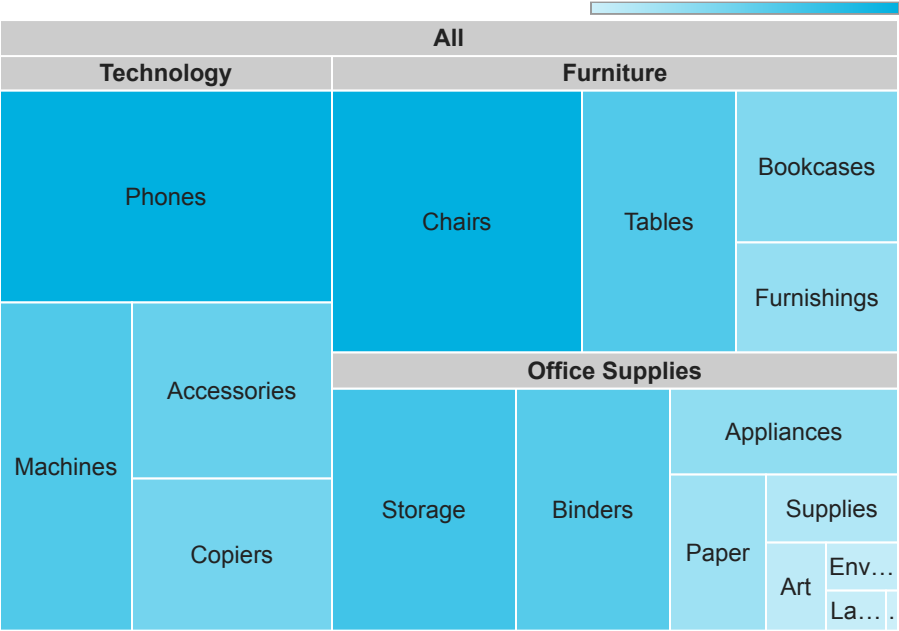 All
Technology
Furniture
Phones
Chairs
Tables
Bookcases
Furnishings
Machines
Accessories
Copiers
Office Supplies
Storage
Binders
Appliances
Paper
Supplies
Art
Env…
La…
.